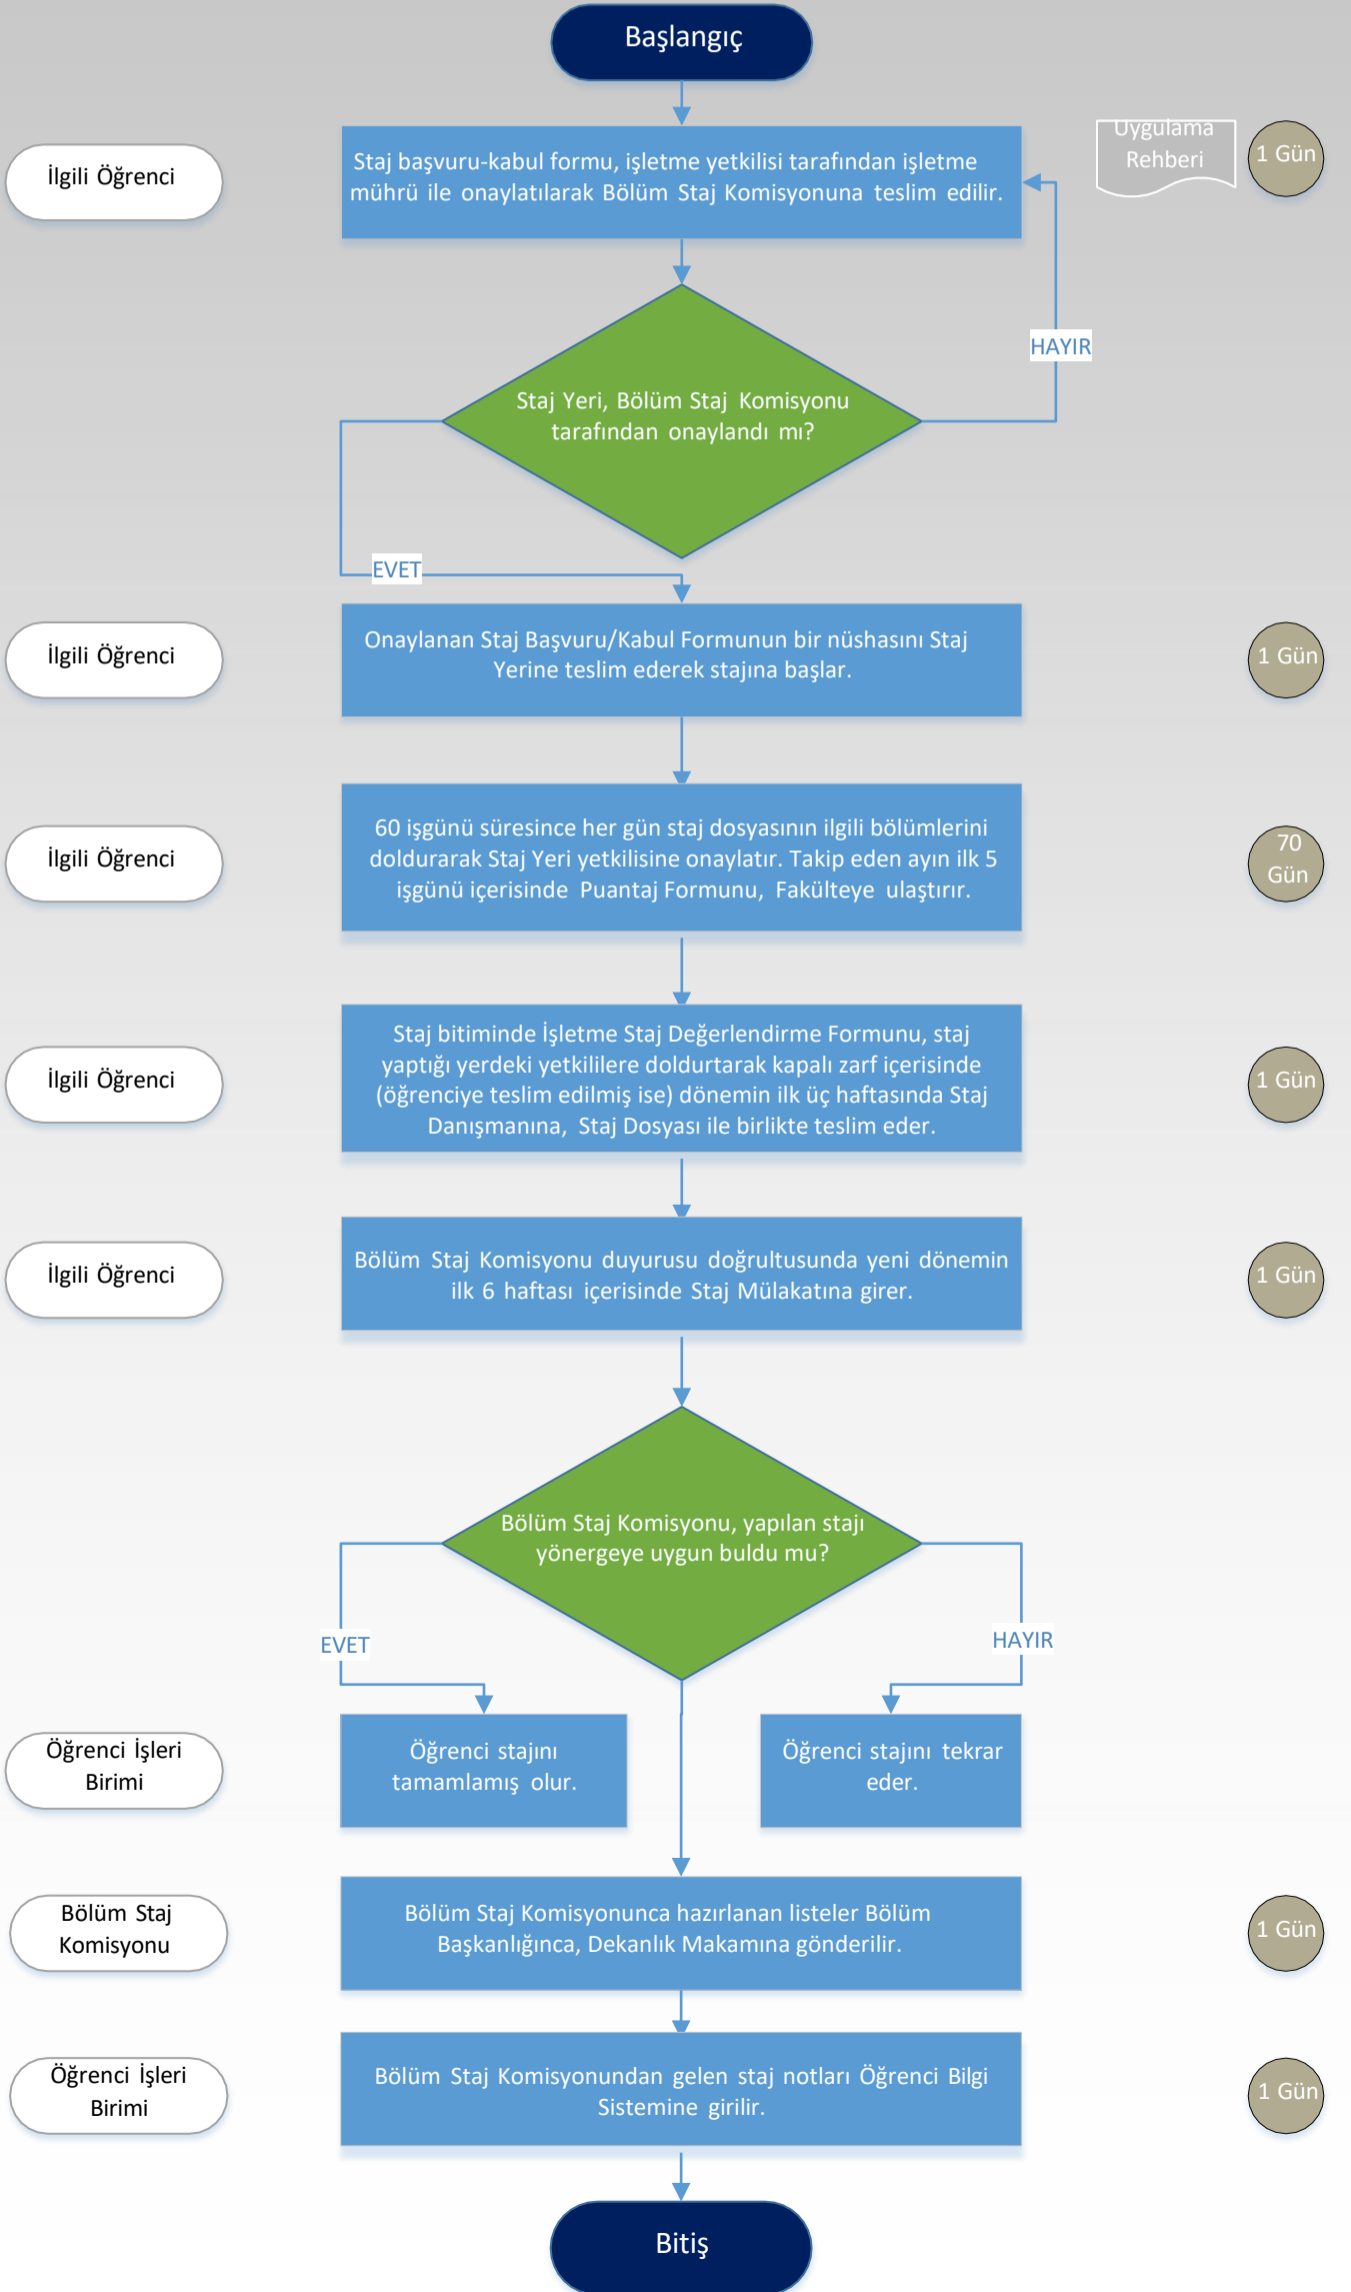 Başlangıç
İlgili Öğrenci
Staj başvuru-kabul formu, işletme yetkilisi tarafından işletme
mührü ile onaylatılarak Bölüm Staj Komisyonuna teslim edilir.
Uygulama
Rehberi
1 Gün
HAYIR
Staj Yeri, Bölüm Staj Komisyonu
tarafından onaylandı mı?
EVET
İlgili Öğrenci
Onaylanan Staj Başvuru/Kabul Formunun bir nüshasını Staj
Yerine teslim ederek stajına başlar.
1 Gün
İlgili Öğrenci
60 işgünü süresince her gün staj dosyasının ilgili bölümlerini
doldurarak Staj Yeri yetkilisine onaylatır. Takip eden ayın ilk 5
işgünü içerisinde Puantaj Formunu, Fakülteye ulaştırır.
70
Gün
İlgili Öğrenci
Staj bitiminde İşletme Staj Değerlendirme Formunu, staj
yaptığı yerdeki yetkililere doldurtarak kapalı zarf içerisinde
(öğrenciye teslim edilmiş ise) dönemin ilk üç haftasında Staj
Danışmanına, Staj Dosyası ile birlikte teslim eder.
1 Gün
İlgili Öğrenci
Bölüm Staj Komisyonu duyurusu doğrultusunda yeni dönemin
ilk 6 haftası içerisinde Staj Mülakatına girer.
1 Gün
Bölüm Staj Komisyonu, yapılan stajı
yönergeye uygun buldu mu?
EVET
HAYIR
Öğrenci İşleri
Birimi
Öğrenci stajını
tamamlamış olur.
Öğrenci stajını tekrar
eder.
Bölüm Staj
Komisyonu
Bölüm Staj Komisyonunca hazırlanan listeler Bölüm
Başkanlığınca, Dekanlık Makamına gönderilir.
1 Gün
Öğrenci İşleri
Birimi
Bölüm Staj Komisyonundan gelen staj notları Öğrenci Bilgi
Sistemine girilir.
1 Gün
Bitiş